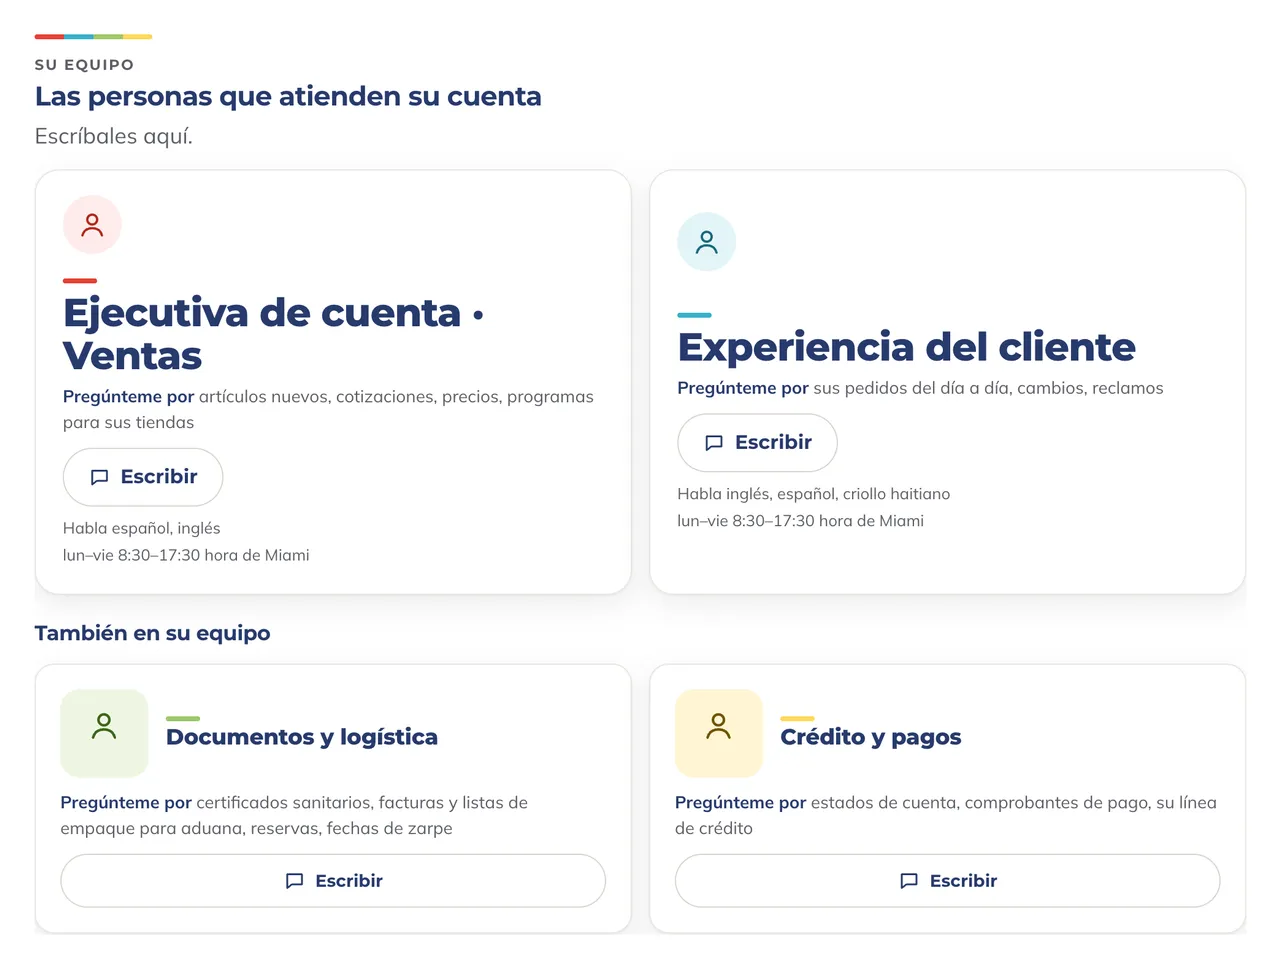 SU EQUIPO
Las personas que atienden su cuenta
Escríbales aquí.
Ejecutiva de cuenta ·
Ventas
Pregúnteme por artículos nuevos, cotizaciones, precios, programas
para sus tiendas
Escribir
Habla español, inglés
lun–vie 8:30–17:30 hora de Miami
Experiencia del cliente
Pregúnteme por sus pedidos del día a día, cambios, reclamos
Escribir
Habla inglés, español, criollo haitiano
lun–vie 8:30–17:30 hora de Miami
También en su equipo
Documentos y logística
Pregúnteme por certificados sanitarios, facturas y listas de
empaque para aduana, reservas, fechas de zarpe
Escribir
Crédito y pagos
Pregúnteme por estados de cuenta, comprobantes de pago, su línea
de crédito
Escribir